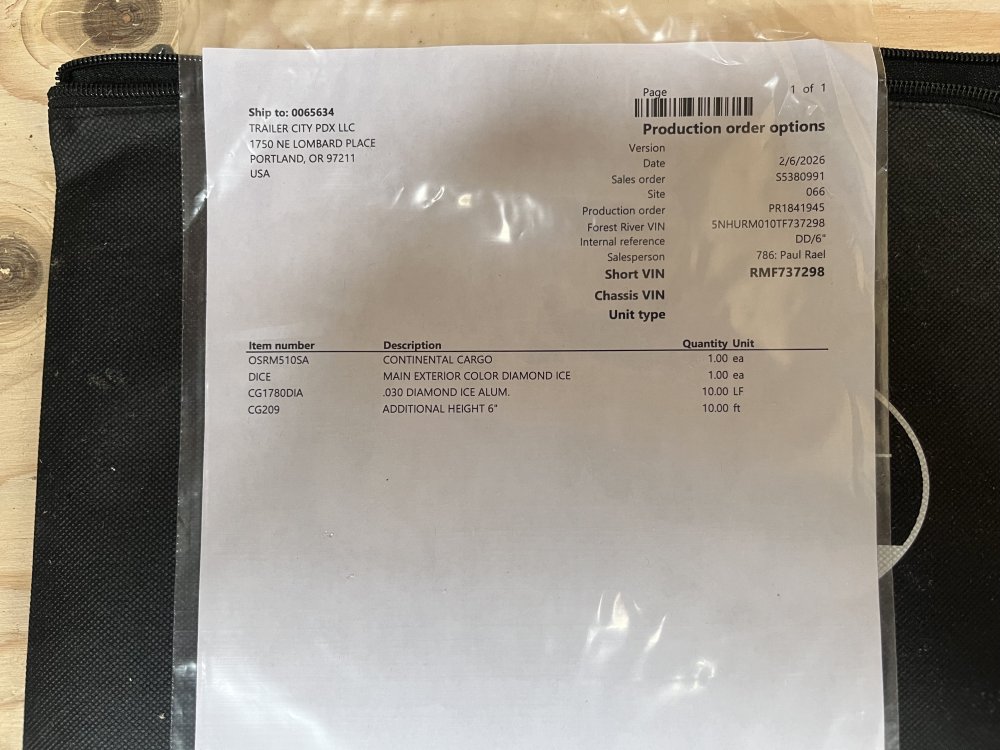 Page 1 of 1
Ship to: 0065634
TRAILER CITY PDX LLC
1750 NE LOMBARD PLACE
PORTLAND, OR 97211
USA
Production order options
Version
Date 2/6/2026
Sales order S5380991
Site 066
Production order PR1841945
Forest River VIN 5NHURM010TF737298
Internal reference DD/6"
Salesperson 786: Paul Rael
Short VIN RMF737298
Chassis VIN
Unit type
Item number Description Quantity Unit
OSRM510SA CONTINENTAL CARGO 1.00 ea
DICE MAIN EXTERIOR COLOR DIAMOND ICE 1.00 ea
CG1780DIA .030 DIAMOND ICE ALUM. 10.00 LF
CG209 ADDITIONAL HEIGHT 6" 10.00 ft